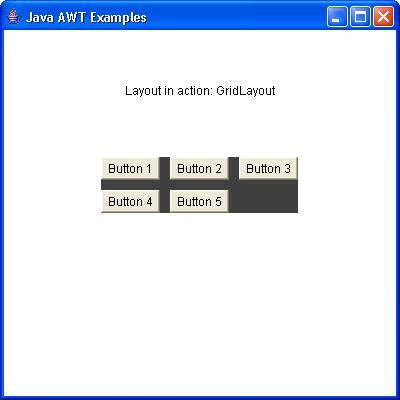 Java AWT Examples
Layout in action: GridLayout
Button 1 Button 2 Button 3
Button 4 Button 5